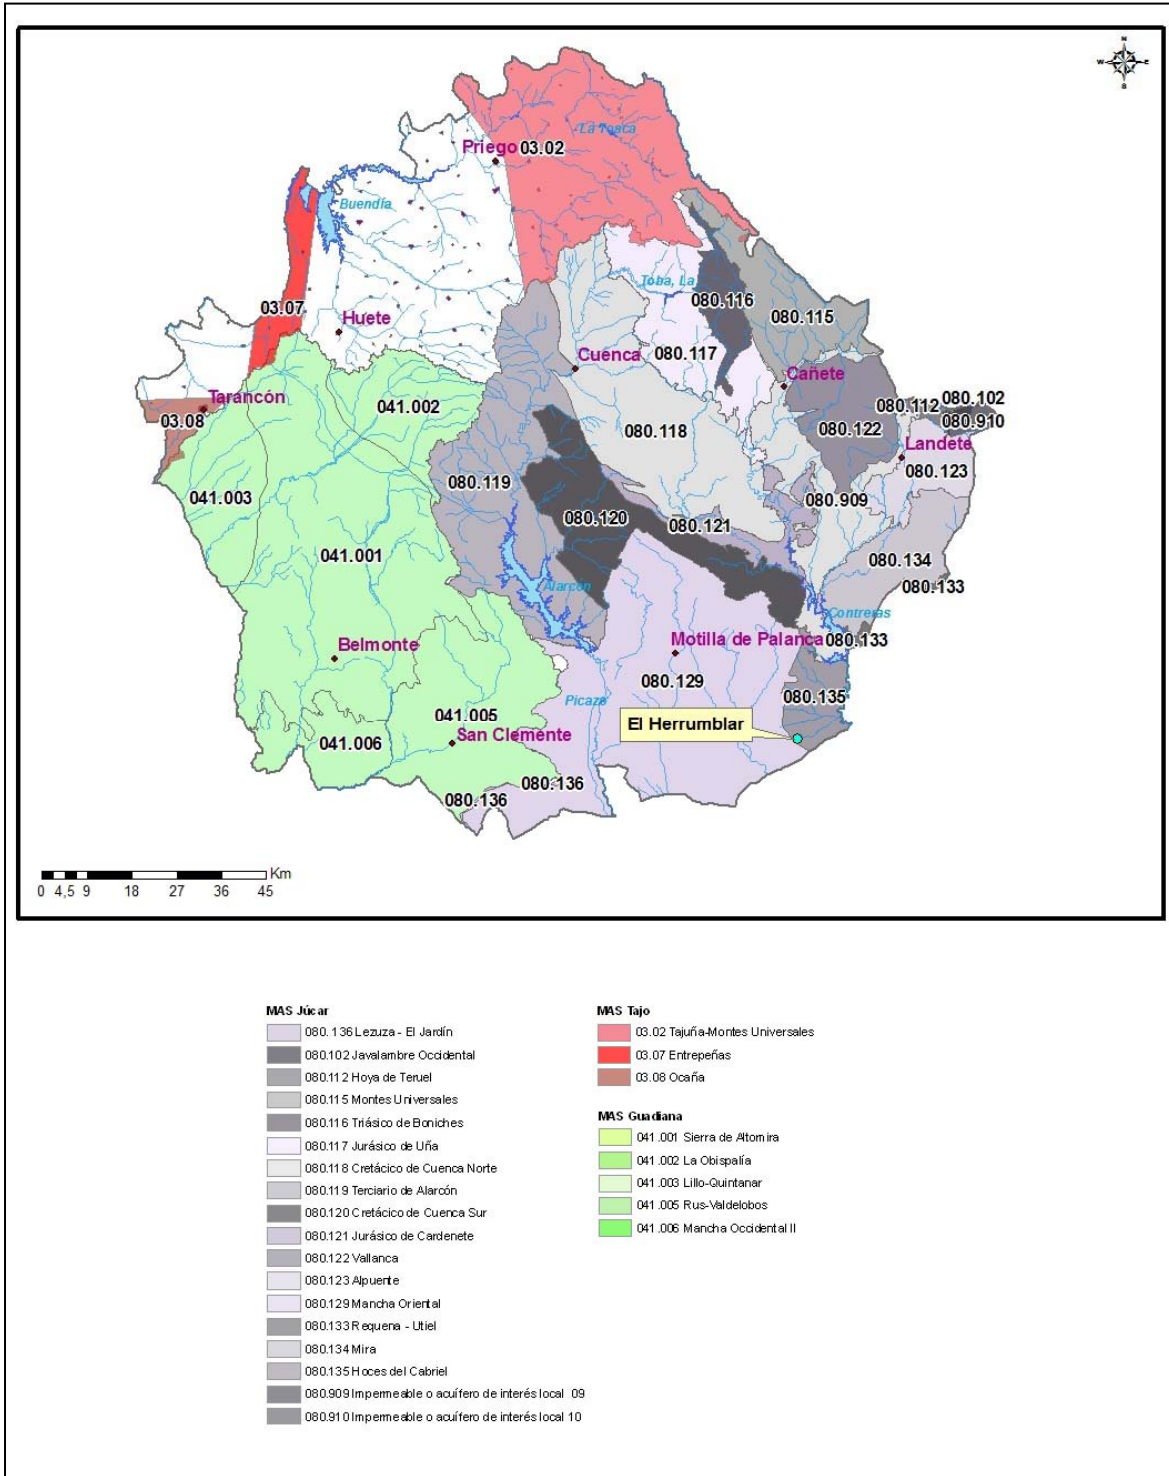 N
W E
S
La Tosca
Priego 03.02
Buendía
Toba, La
080.116
03.07
Huete
080.115
Cuenca
080.117
Cañete
Tarancón
041.002
080.112
080.102
080.910
03.08
080.118
080.122
Landete
080.123
041.003
080.119
080.909
080.120
080.121
041.001
080.134
Alarcón
080.133
Contreras
Belmonte
Motilla de Palanca
080.133
080.129
080.135
Picazo
041.005
El Herrumblar
San Clemente
041.006
080.136
080.136
Km
0 4,5 9 18 27 36 45
MAS Júcar
080.136 Lezuza - El Jardín
080.102 Javalambre Occidental
080.112 Hoya de Teruel
080.115 Montes Universales
080.116 Triásico de Boniches
080.117 Jurásico de Uña
080.118 Cretácico de Cuenca Norte
080.119 Terciario de Alarcón
080.120 Cretácico de Cuenca Sur
080.121 Jurásico de Cardenete
080.122 Vallanca
080.123 Alpuente
080.129 Mancha Oriental
080.133 Requena - Utiel
080.134 Mira
080.135 Hoces del Cabriel
080.909 Impermeable o acuífero de interés local 09
080.910 Impermeable o acuífero de interés local 10
MAS Tajo
03.02 Tajuña-Montes Universales
03.07 Entrepeñas
03.08 Ocaña
MAS Guadiana
041.001 Sierra de Altomira
041.002 La Obispalía
041.003 Lillo-Quintanar
041.005 Rus-Valdelobos
041.006 Mancha Occidental II